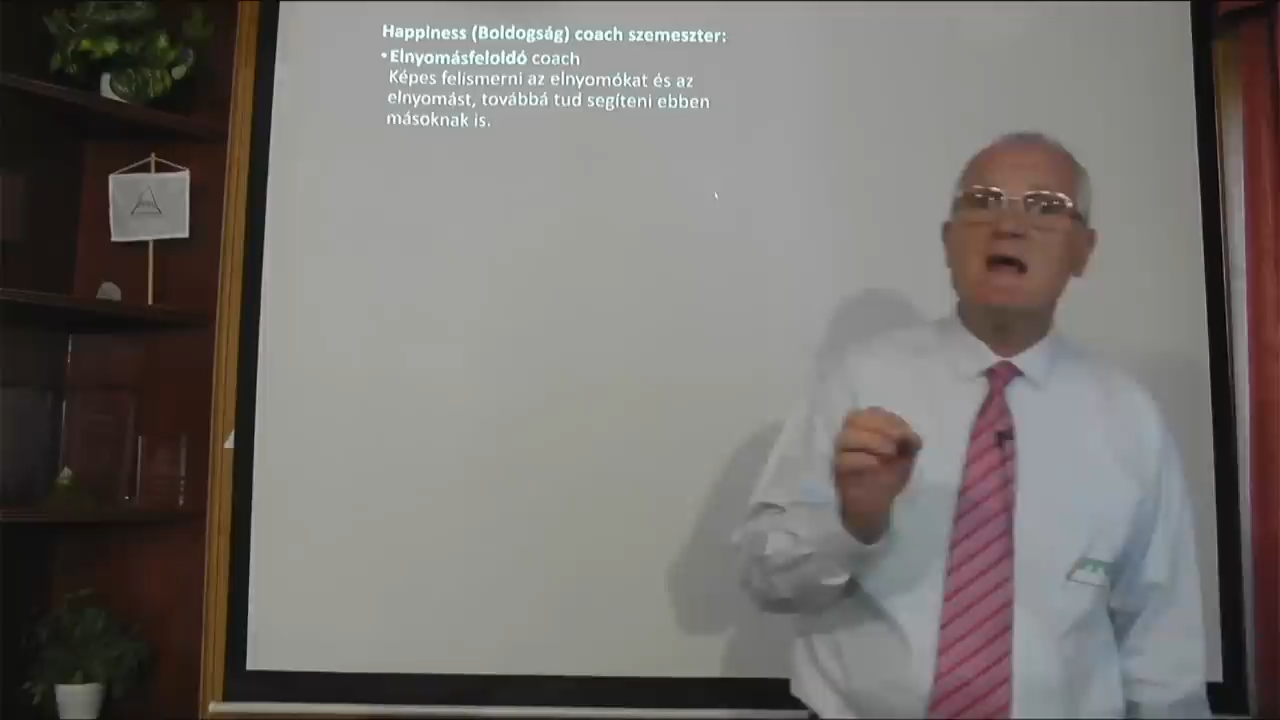 Happiness (Boldogság) coach szemeszter:
• Elnyomásfeloldó coach
Képes felismerni az elnyomókat és az
elnyomást, továbbá tud segíteni ebben
másoknak is.